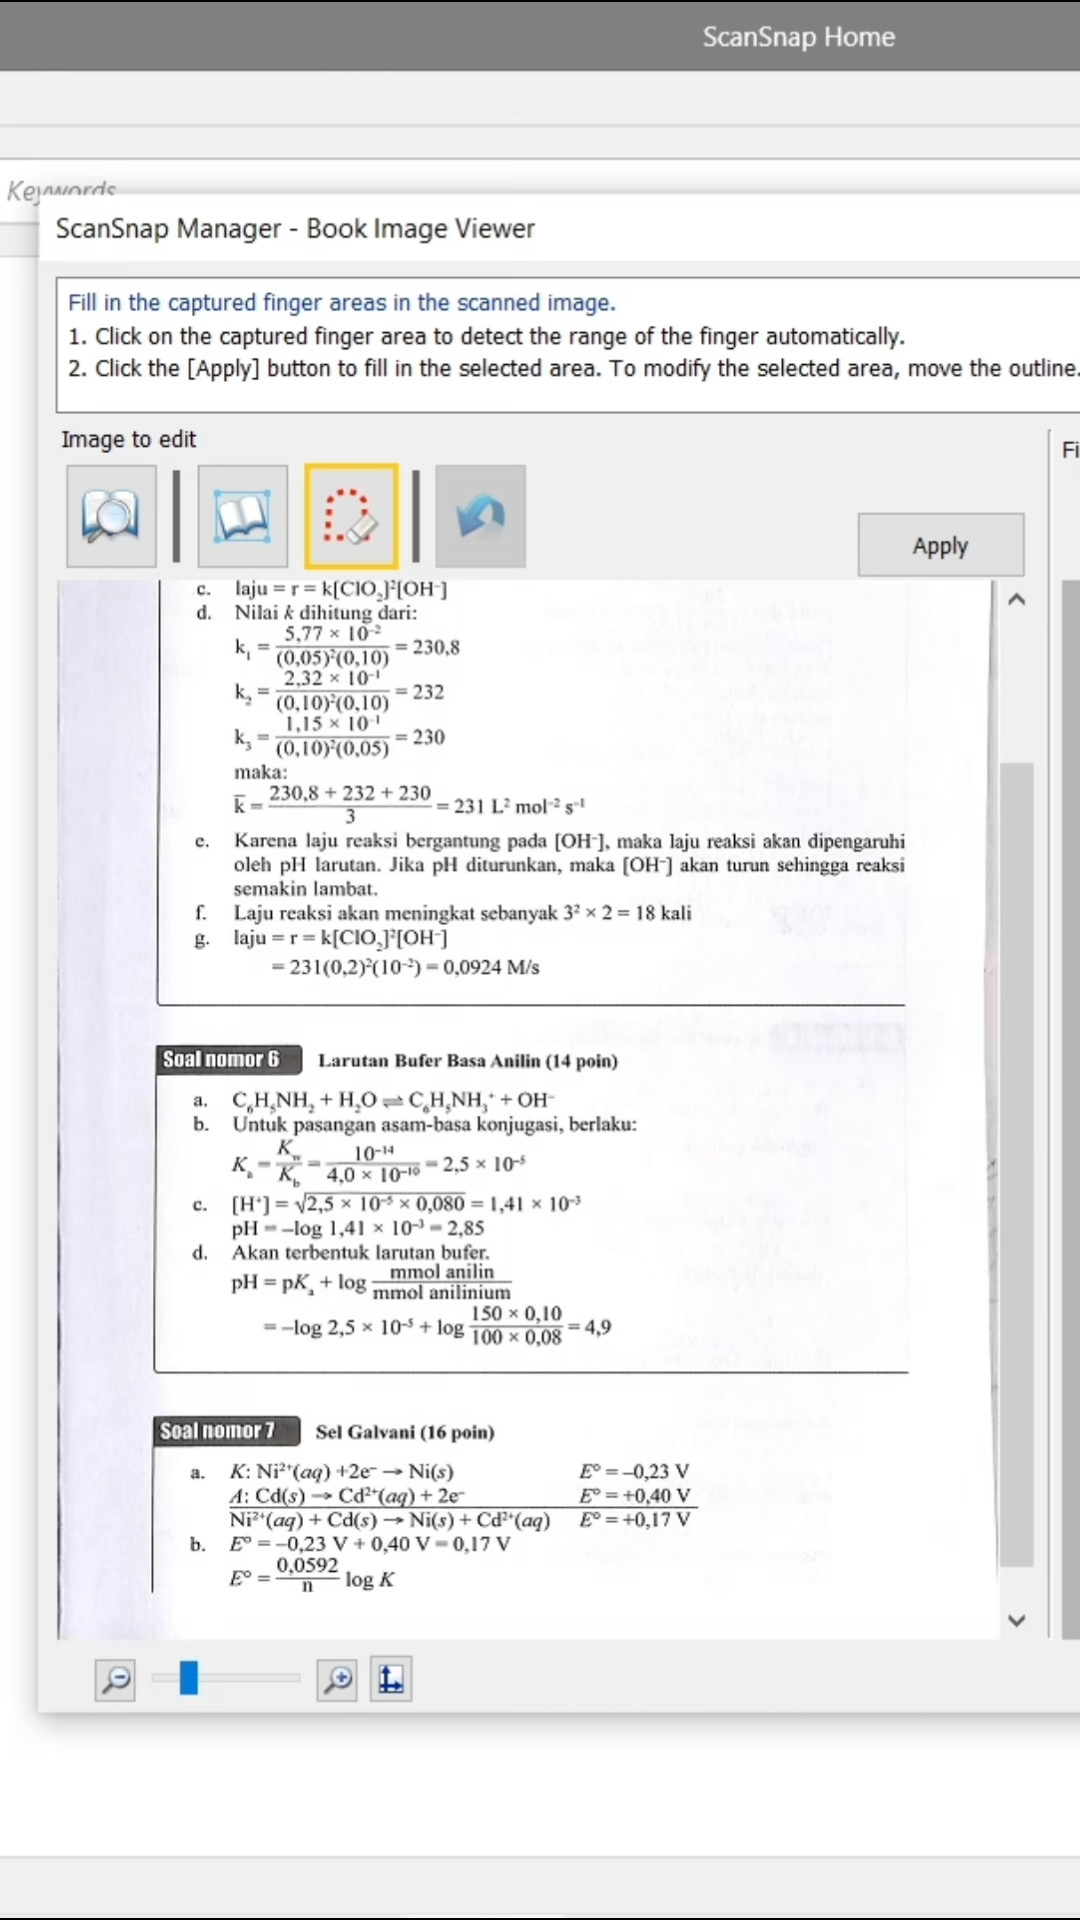 ScanSnap Home
Keywords
ScanSnap Manager - Book Image Viewer
Fill in the captured finger areas in the scanned image.
1. Click on the captured finger area to detect the range of the finger automatically.
2. Click the [Apply] button to fill in the selected area. To modify the selected area, move the outline.
Image to edit
Fi
Apply
c. laju = r = k[ClO₂]²[OH⁻]
d. Nilai k dihitung dari:
k₁ = 5,77 × 10⁻² / (0,05)²(0,10) = 230,8
k₂ = 2,32 × 10⁻¹ / (0,10)²(0,10) = 232
k₃ = 1,15 × 10⁻¹ / (0,10)²(0,05) = 230
maka:
k̅ = 230,8 + 232 + 230 / 3 = 231 L² mol⁻² s⁻¹
e. Karena laju reaksi bergantung pada [OH⁻], maka laju reaksi akan dipengaruhi
oleh pH larutan. Jika pH diturunkan, maka [OH⁻] akan turun sehingga reaksi
semakin lambat.
f. Laju reaksi akan meningkat sebanyak 3² × 2 = 18 kali
g. laju = r = k[ClO₂]²[OH⁻]
= 231(0,2)²(10⁻²) = 0,0924 M/s
Soal nomor 6 Larutan Bufer Basa Anilin (14 poin)
a. C₆H₅NH₂ + H₂O ⇌ C₆H₅NH₃⁺ + OH⁻
b. Untuk pasangan asam-basa konjugasi, berlaku:
Kₐ = K_w / K_b = 10⁻¹⁴ / 4,0 × 10⁻¹⁰ = 2,5 × 10⁻⁵
c. [H⁺] = √2,5 × 10⁻⁵ × 0,080 = 1,41 × 10⁻³
pH = –log 1,41 × 10⁻³ = 2,85
d. Akan terbentuk larutan bufer.
pH = pKₐ + log mmol anilin / mmol anilinium
= –log 2,5 × 10⁻⁵ + log 150 × 0,10 / 100 × 0,08 = 4,9
Soal nomor 7 Sel Galvani (16 poin)
a. K: Ni²⁺(aq) +2e⁻ → Ni(s) E° = –0,23 V
A: Cd(s) → Cd²⁺(aq) + 2e⁻ E° = +0,40 V
Ni²⁺(aq) + Cd(s) → Ni(s) + Cd²⁺(aq) E° = +0,17 V
b. E° = –0,23 V + 0,40 V = 0,17 V
E° = 0,0592 / n log K